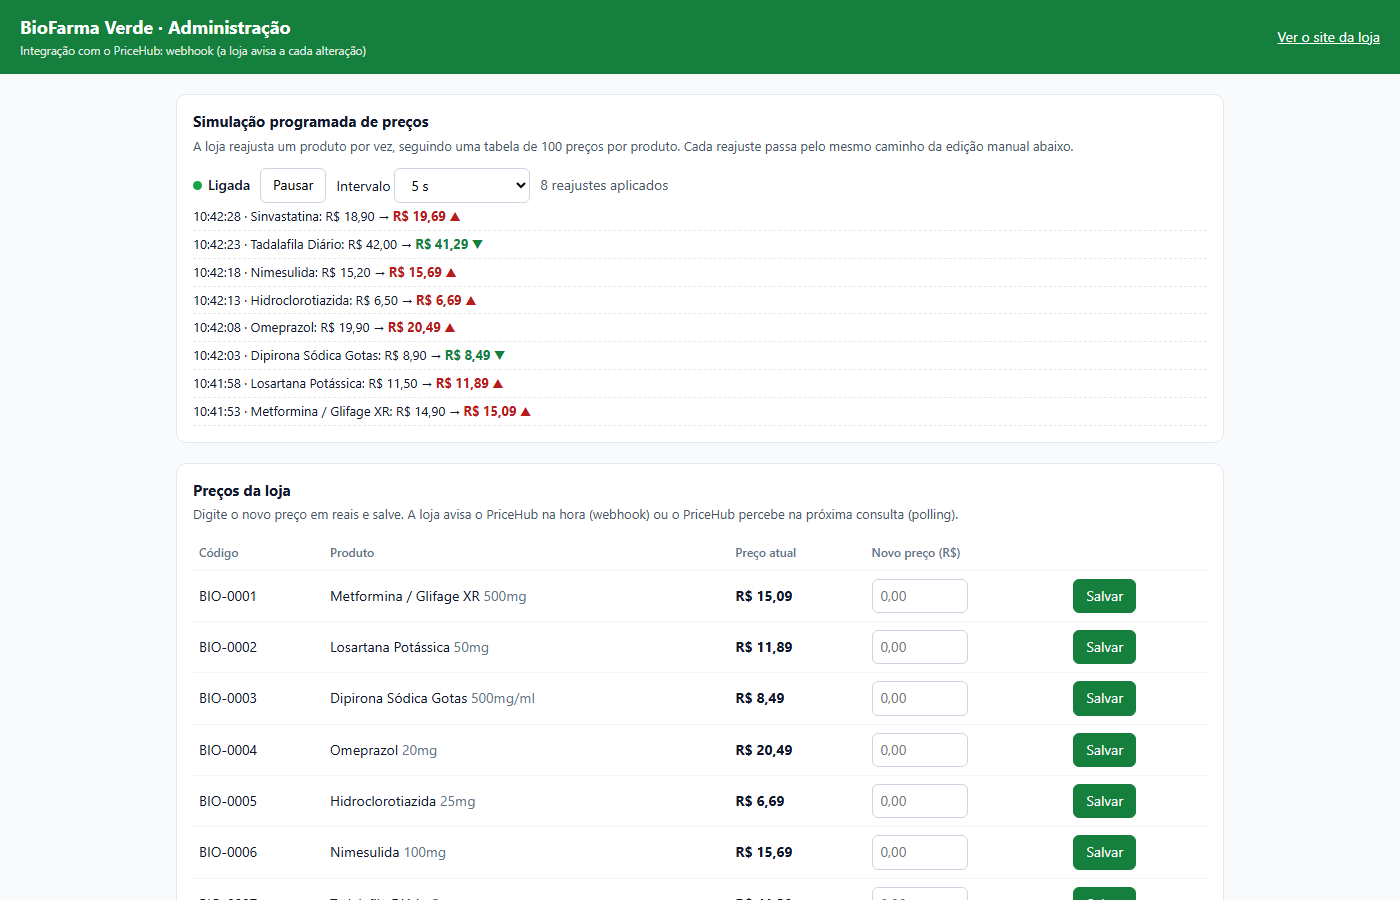 BioFarma Verde · Administração
Integração com o PriceHub: webhook (a loja avisa a cada alteração)
Ver o site da loja
Simulação programada de preços
A loja reajusta um produto por vez, seguindo uma tabela de 100 preços por produto. Cada reajuste passa pelo mesmo caminho da edição manual abaixo.
Ligada Pausar Intervalo 5 s 8 reajustes aplicados
10:42:28 · Sinvastatina: R$ 18,90 → R$ 19,69 ▲
10:42:23 · Tadalafila Diário: R$ 42,00 → R$ 41,29 ▼
10:42:18 · Nimesulida: R$ 15,20 → R$ 15,69 ▲
10:42:13 · Hidroclorotiazida: R$ 6,50 → R$ 6,69 ▲
10:42:08 · Omeprazol: R$ 19,90 → R$ 20,49 ▲
10:42:03 · Dipirona Sódica Gotas: R$ 8,90 → R$ 8,49 ▼
10:41:58 · Losartana Potássica: R$ 11,50 → R$ 11,89 ▲
10:41:53 · Metformina / Glifage XR: R$ 14,90 → R$ 15,09 ▲
Preços da loja
Digite o novo preço em reais e salve. A loja avisa o PriceHub na hora (webhook) ou o PriceHub percebe na próxima consulta (polling).
Código Produto Preço atual Novo preço (R$)
BIO-0001 Metformina / Glifage XR 500mg R$ 15,09 0,00 Salvar
BIO-0002 Losartana Potássica 50mg R$ 11,89 0,00 Salvar
BIO-0003 Dipirona Sódica Gotas 500mg/ml R$ 8,49 0,00 Salvar
BIO-0004 Omeprazol 20mg R$ 20,49 0,00 Salvar
BIO-0005 Hidroclorotiazida 25mg R$ 6,69 0,00 Salvar
BIO-0006 Nimesulida 100mg R$ 15,69 0,00 Salvar